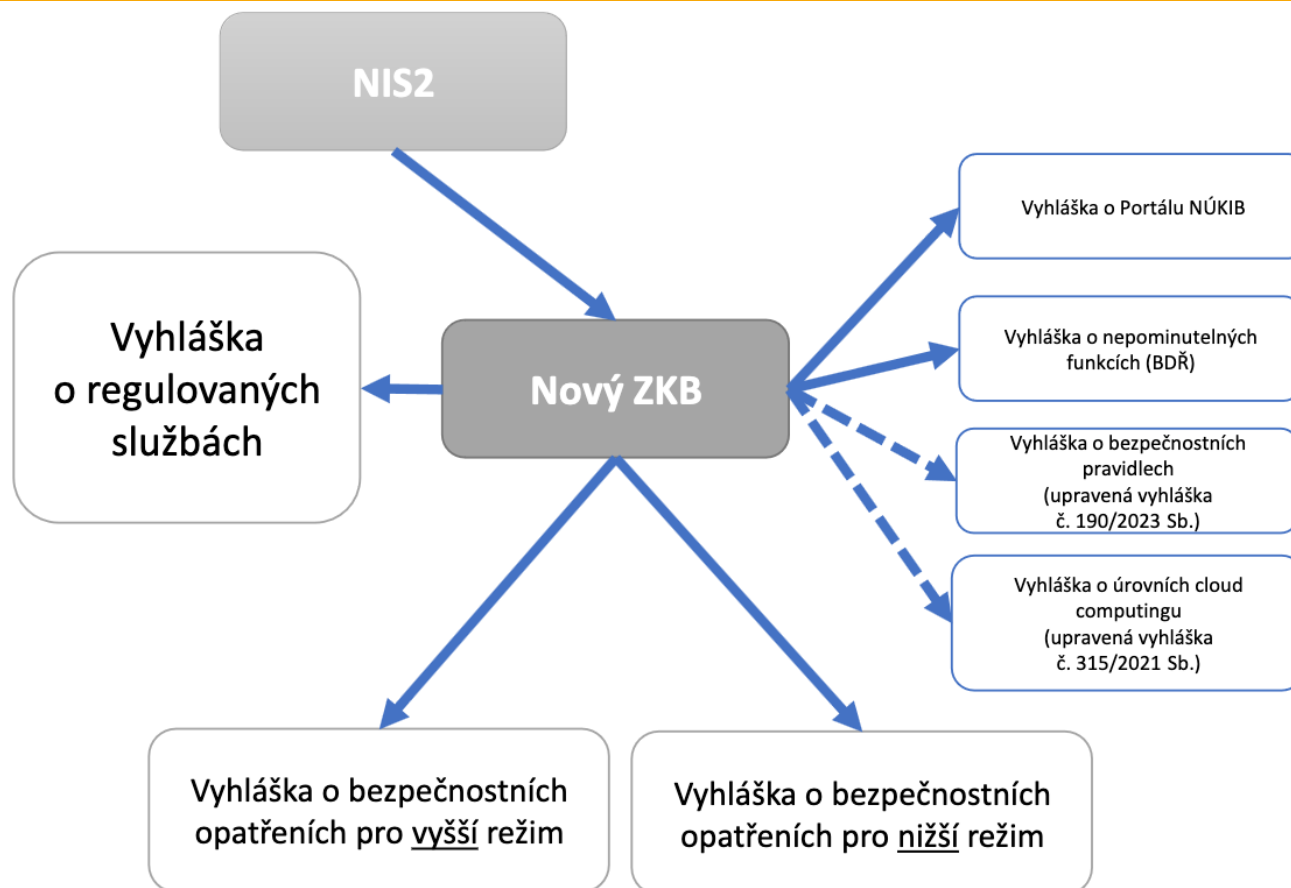 NIS2
Vyhláška o Portálu NÚKIB
Vyhláška
o regulovaných
službách
Nový ZKB
Vyhláška o nepominutelných
funkcích (BDŘ)
Vyhláška o bezpečnostních
pravidlech
(upravená vyhláška
č. 190/2023 Sb.)
Vyhláška o úrovních cloud
computingu
(upravená vyhláška
č. 315/2021 Sb.)
Vyhláška o bezpečnostních
opatřeních pro vyšší režim
Vyhláška o bezpečnostních
opatřeních pro nižší režim